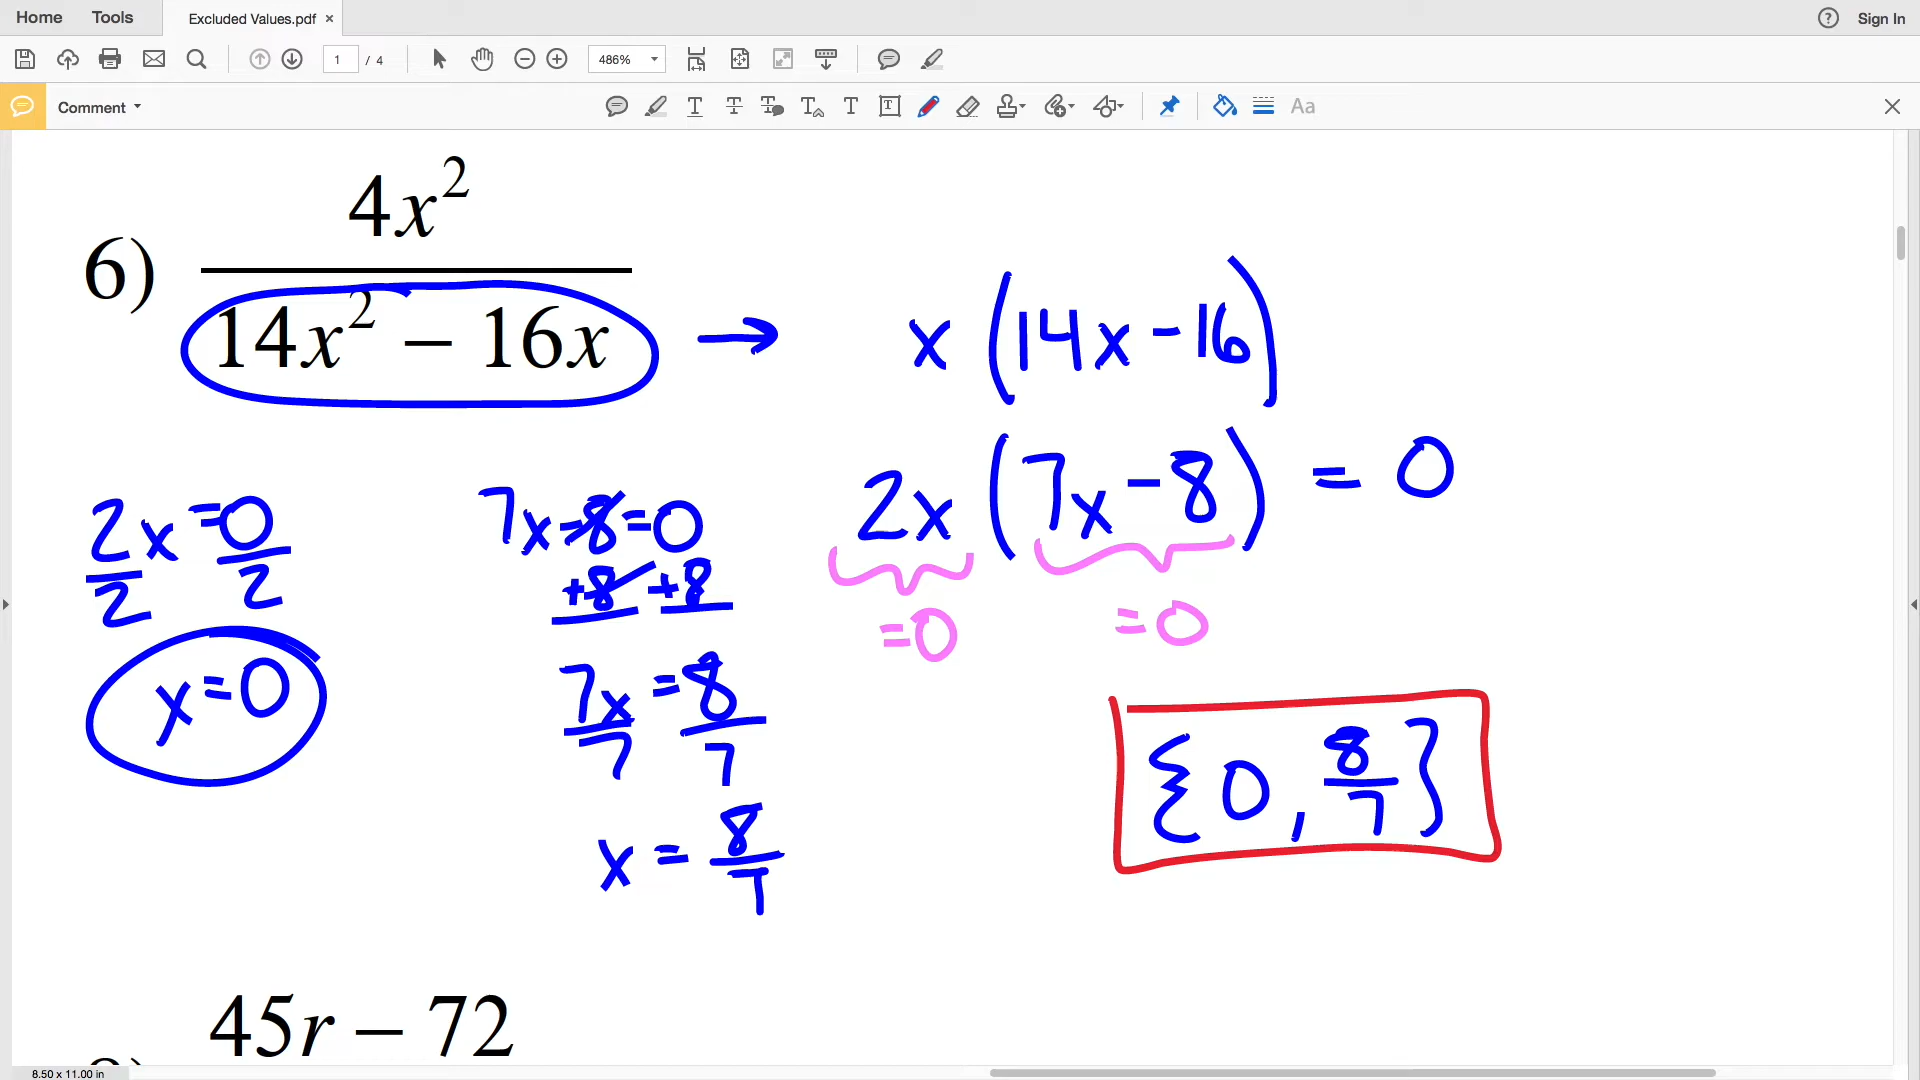 Home Tools Excluded Values.pdf × ? Sign In
1 / 4 486%
Comment T T T T T T Aa
6) 4x²
14x² − 16x → x(14x − 16)
2x(7x − 8) = 0
=0 =0
2x = 0
2 2
x = 0
7x − 8 = 0
+8 +8
7x = 8
7 7
x = 8/7
{0, 8/7}
45r − 72
8.50 x 11.00 in